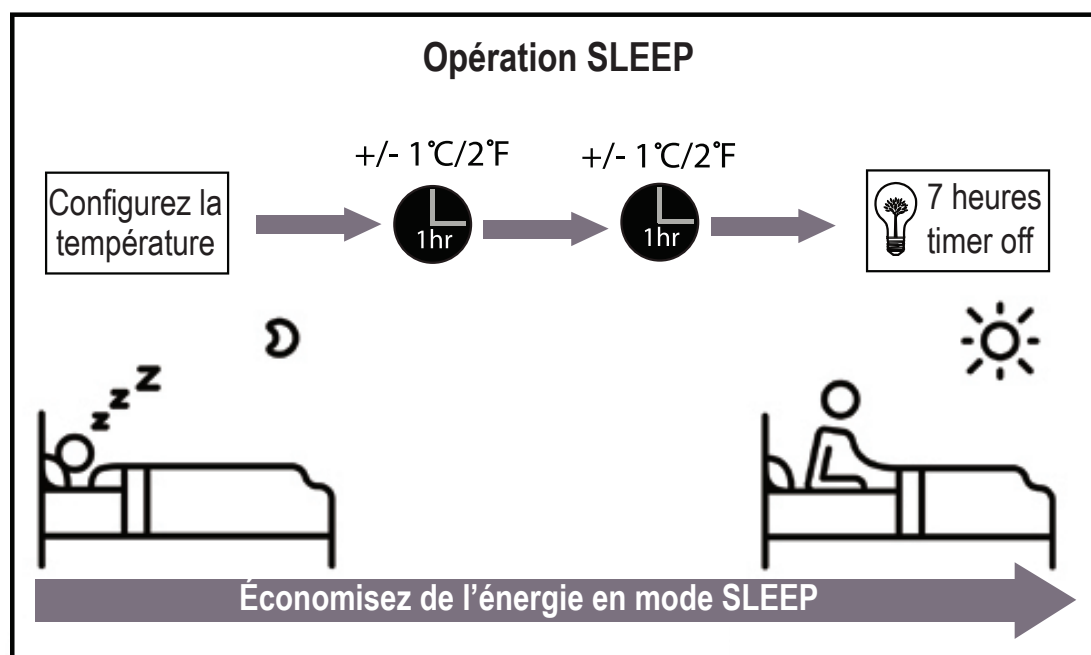 Opération SLEEP
+/- 1℃/2℉
+/- 1℃/2℉
Configurez la
température
1hr
1hr
7 heures
timer off
z z Z
Économisez de l'énergie en mode SLEEP